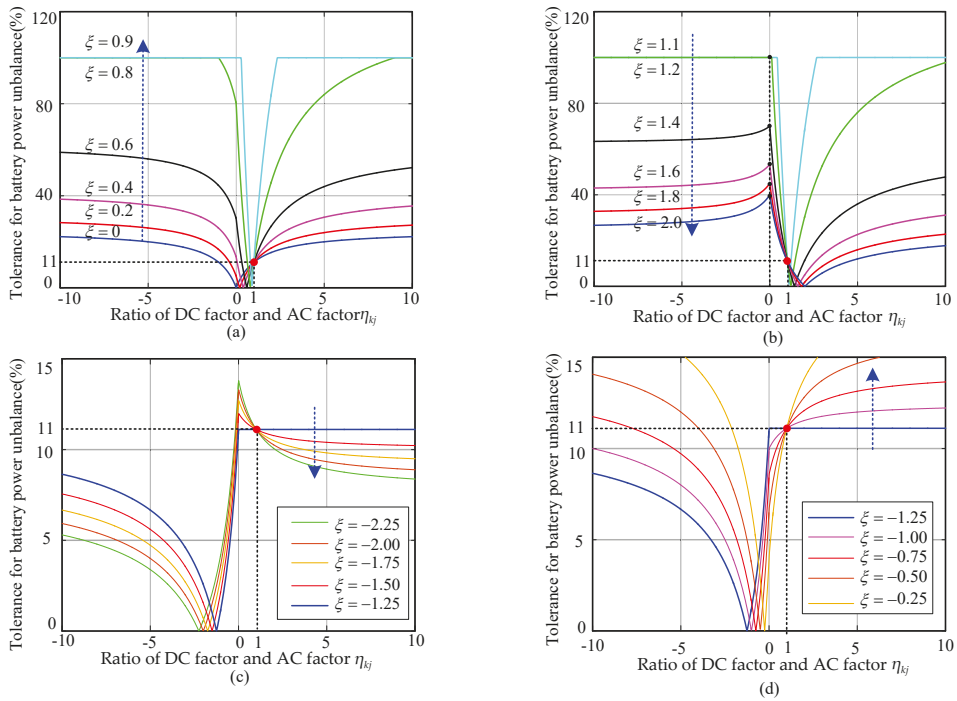 Tolerance for battery power unbalance(%)
120
80
40
11
0
ξ = 0.9
ξ = 0.8
ξ = 0.6
ξ = 0.4
ξ = 0.2
ξ = 0
-10 -5 0 1 5 10
Ratio of DC factor and AC factorηkj
(a)
Tolerance for battery power unbalance(%)
120
80
40
11
0
ξ = 1.1
ξ = 1.2
ξ = 1.4
ξ = 1.6
ξ = 1.8
ξ = 2.0
-10 -5 0 1 5 10
Ratio of DC factor and AC factor ηkj
(b)
Tolerance for battery power unbalance(%)
15
11
10
5
0
ξ = −2.25
ξ = −2.00
ξ = −1.75
ξ = −1.50
ξ = −1.25
-10 -5 0 1 5 10
Ratio of DC factor and AC factor ηkj
(c)
Tolerance for battery power unbalance(%)
15
11
10
5
0
ξ = −1.25
ξ = −1.00
ξ = −0.75
ξ = −0.50
ξ = −0.25
-10 -5 0 1 5 10
Ratio of DC factor and AC factor ηkj
(d)